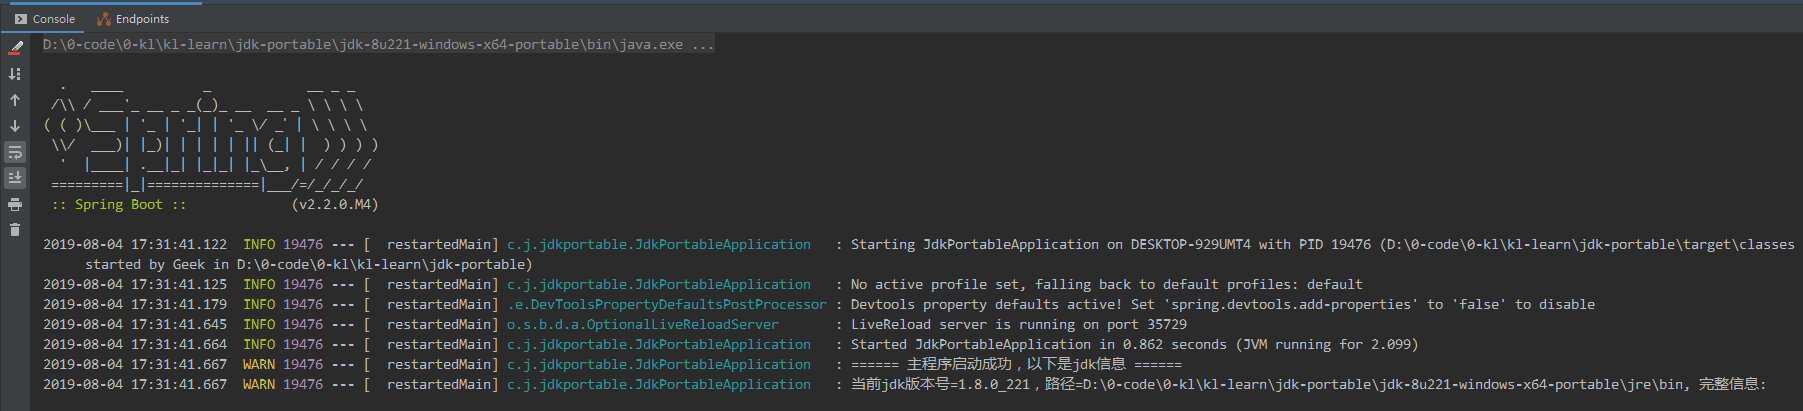 Console Endpoints
D:\0-code\0-kl\kl-learn\jdk-portable\jdk-8u221-windows-x64-portable\bin\java.exe ...
  .   ____          _            __ _ _
 /\\ / ___'_ __ _ _(_)_ __  __ _ \ \ \ \
( ( )\___ | '_ | '_| | '_ \/ _` | \ \ \ \
 \\/  ___)| |_)| | | | | || (_| |  ) ) ) )
  '  |____| .__|_| |_|_| |_\__, | / / / /
 =========|_|==============|___/=/_/_/_/
 :: Spring Boot ::             (v2.2.0.M4)
2019-08-04 17:31:41.122  INFO 19476 --- [  restartedMain] c.j.jdkportable.JdkPortableApplication   : Starting JdkPortableApplication on DESKTOP-929UMT4 with PID 19476 (D:\0-code\0-kl\kl-learn\jdk-portable\target\classes
started by Geek in D:\0-code\0-kl\kl-learn\jdk-portable)
2019-08-04 17:31:41.125  INFO 19476 --- [  restartedMain] c.j.jdkportable.JdkPortableApplication   : No active profile set, falling back to default profiles: default
2019-08-04 17:31:41.179  INFO 19476 --- [  restartedMain] .e.DevToolsPropertyDefaultsPostProcessor : Devtools property defaults active! Set 'spring.devtools.add-properties' to 'false' to disable
2019-08-04 17:31:41.645  INFO 19476 --- [  restartedMain] o.s.b.d.a.OptionalLiveReloadServer       : LiveReload server is running on port 35729
2019-08-04 17:31:41.664  INFO 19476 --- [  restartedMain] c.j.jdkportable.JdkPortableApplication   : Started JdkPortableApplication in 0.862 seconds (JVM running for 2.099)
2019-08-04 17:31:41.667  WARN 19476 --- [  restartedMain] c.j.jdkportable.JdkPortableApplication   : ====== 主程序启动成功，以下是jdk信息 ======
2019-08-04 17:31:41.667  WARN 19476 --- [  restartedMain] c.j.jdkportable.JdkPortableApplication   : 当前jdk版本号=1.8.0_221，路径=D:\0-code\0-kl\kl-learn\jdk-portable\jdk-8u221-windows-x64-portable\jre\bin, 完整信息: